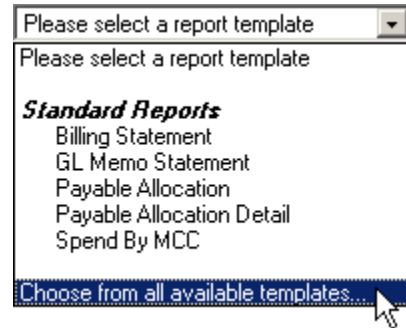 Please select a report template
Please select a report template
Standard Reports
Billing Statement
GL Memo Statement
Payable Allocation
Payable Allocation Detail
Spend By MCC
Choose from all available templates...